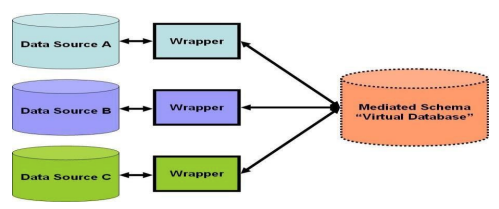 Data Source A
Wrapper
Data Source B
Wrapper
Mediated Schema
“Virtual Database”
Data Source C
Wrapper